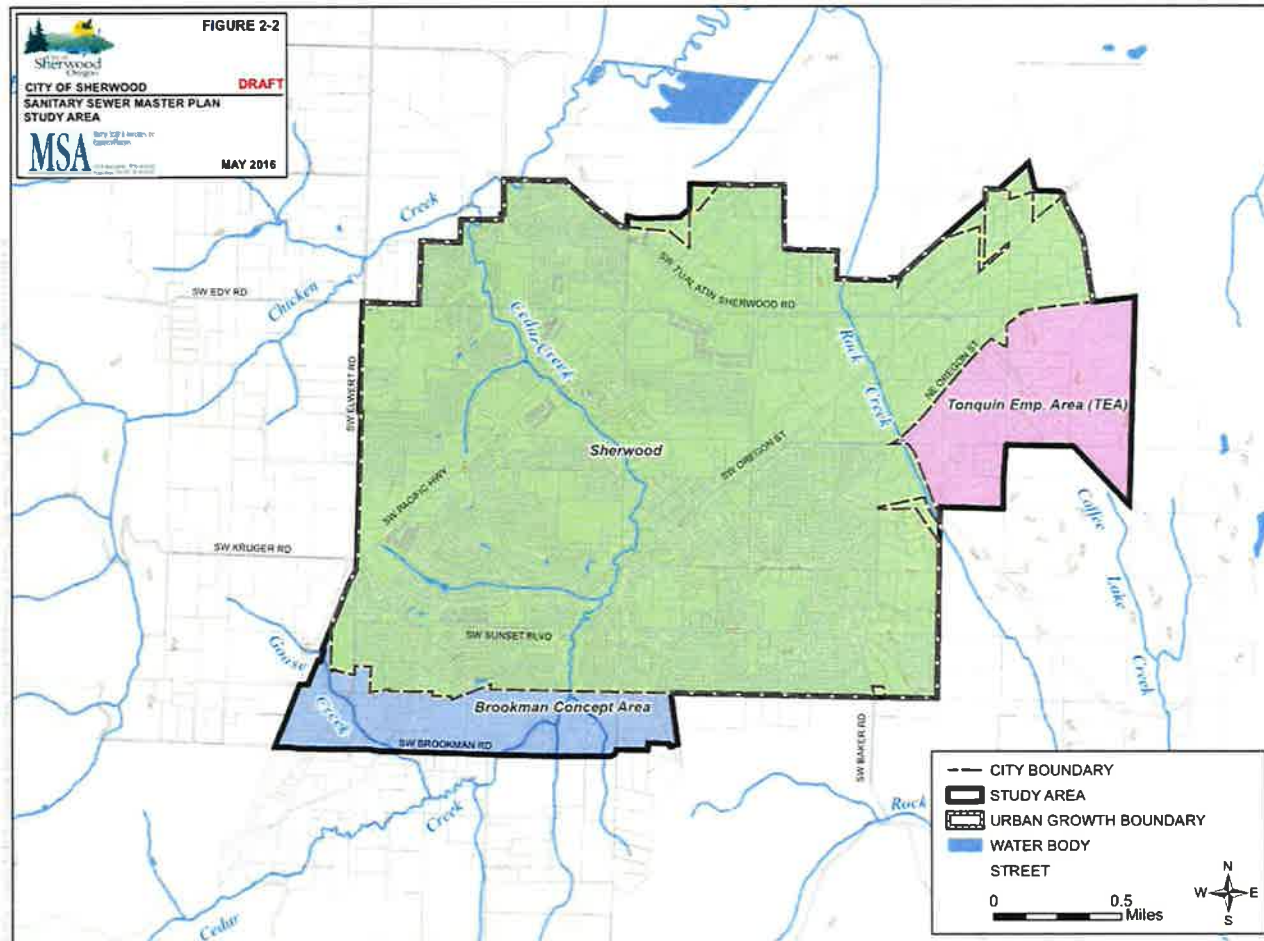 FIGURE 2-2
CITY OF
Sherwood
Oregon
CITY OF SHERWOOD
DRAFT
SANITARY SEWER MASTER PLAN
STUDY AREA
MSA
MAY 2016
Creek
Chicken
SW EDY RD
SW ELWERT RD
Cedar Creek
SW TUALATIN SHERWOOD RD
Rock
Creek
NE OREGON ST
Tonquin Emp. Area (TEA)
Sherwood
SW OREGON ST
SW PACIFIC HWY
SW KRUGER RD
Coffee
Lake
Creek
SW SUNSET BLVD
Goose
Creek
Brookman Concept Area
SW BROOKMAN RD
SW BAKER RD
Rock
Creek
Cedar
CITY BOUNDARY
STUDY AREA
URBAN GROWTH BOUNDARY
WATER BODY
STREET
0 0.5
Miles
N
W E
S